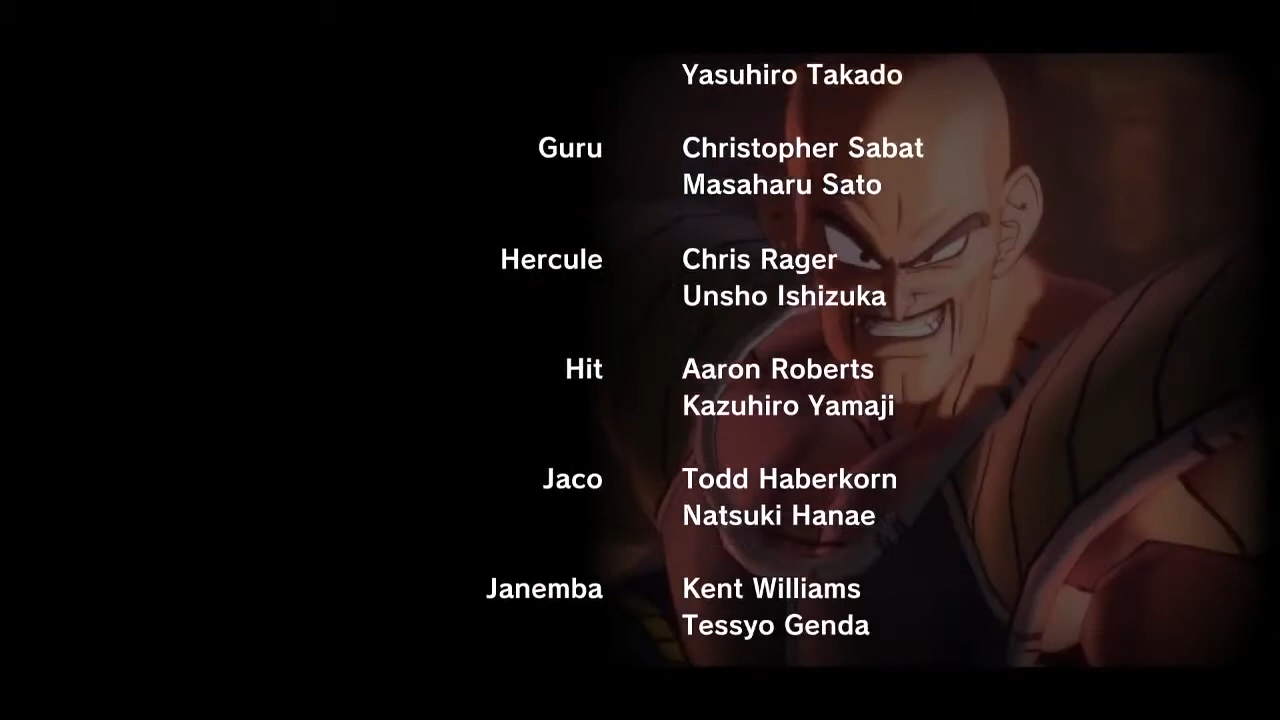 Yasuhiro Takado
Guru Christopher Sabat
Masaharu Sato
Hercule Chris Rager
Unsho Ishizuka
Hit Aaron Roberts
Kazuhiro Yamaji
Jaco Todd Haberkorn
Natsuki Hanae
Janemba Kent Williams
Tessyo Genda